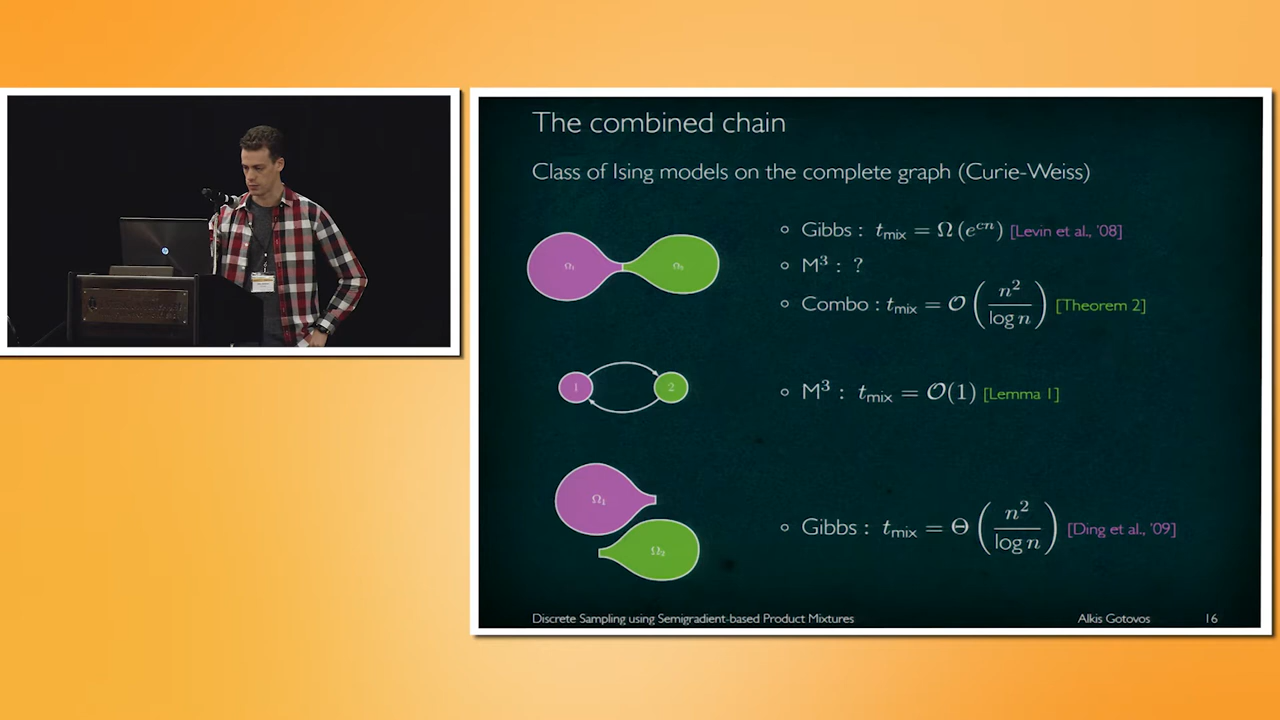 The combined chain
Class of Ising models on the complete graph (Curie-Weiss)
Ω₁ Ω₂
◦ Gibbs : t_mix = Ω (e^{cn}) [Levin et al., '08]
◦ M³ : ?
◦ Combo : t_mix = O (n² / log n) [Theorem 2]
1 2
◦ M³ : t_mix = O(1) [Lemma 1]
Ω₁
Ω₂
◦ Gibbs : t_mix = Θ (n² / log n) [Ding et al., '09]
Discrete Sampling using Semigradient-based Product Mixtures Alkis Gotovos 16